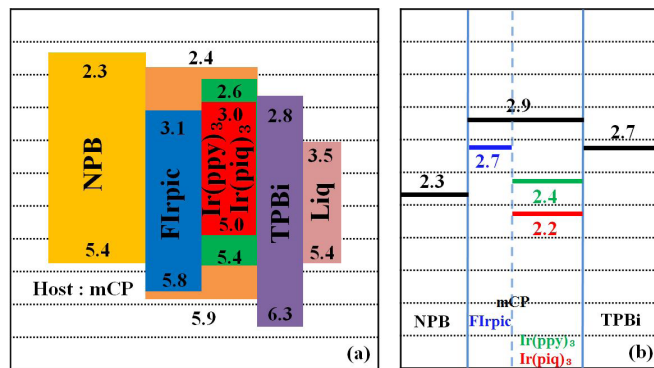 2.4
2.3
2.6
3.0
3.1
2.8
3.5
NPB
FIrpic
Ir(ppy)₃
Ir(piq)₃
TPBi
Liq
5.0
5.4
5.4
5.4
5.8
Host : mCP
6.3
5.9
(a)
2.9
2.7
2.7
2.3
2.4
2.2
mCP
NPB
FIrpic
TPBi
Ir(ppy)₃
Ir(piq)₃
(b)